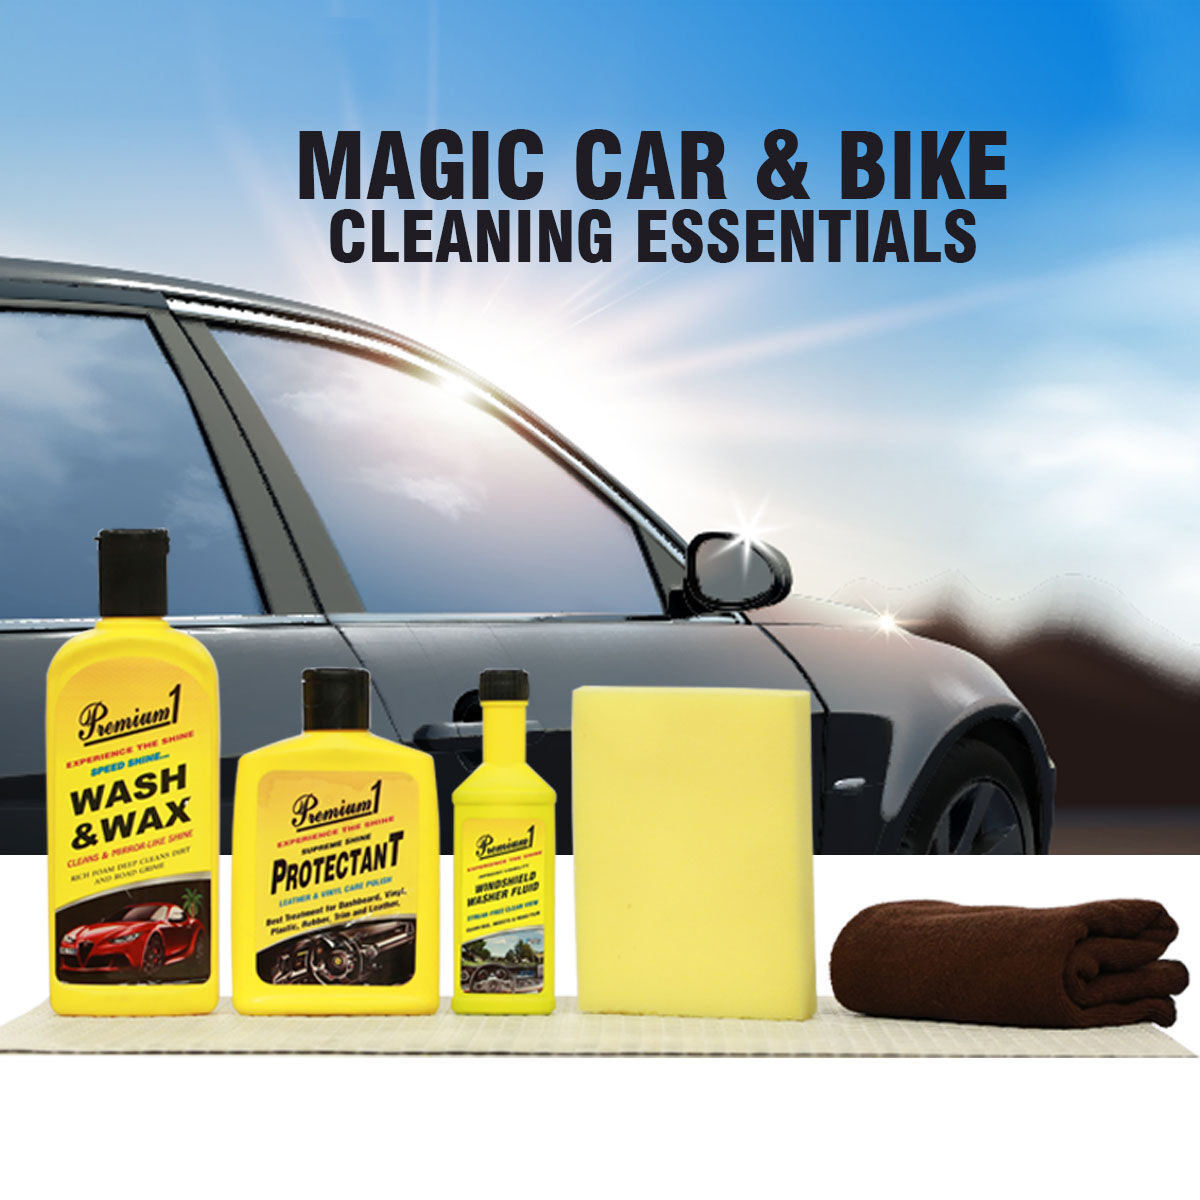 MAGIC CAR & BIKE
CLEANING ESSENTIALS
Premium1
EXPERIENCE THE SHINE
SPEED SHINE...
WASH
& WAX
CLEANS & MIRROR-LIKE SHINE
RICH FOAM DEEP CLEANS DIRT
AND ROAD GRIME
Premium1
EXPERIENCE THE SHINE
SUPREME SHINE
PROTECTANT
LEATHER & VINYL CARE POLISH
Best Treatment for Dashboard, Vinyl,
Plastic, Rubber, Trim and Leather.
Premium1
EXPERIENCE THE SHINE
VISIBILITY
WINDSHIELD
WASHER FLUID
STREAK FREE CLEAR VIEW